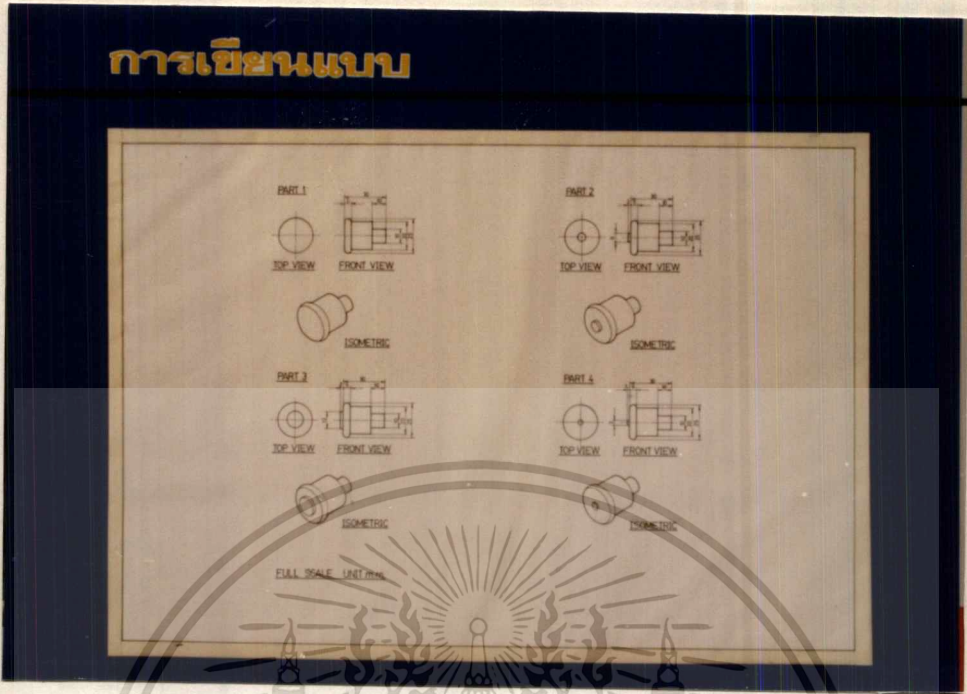 การเขียนแบบ
PART 1
TOP VIEW FRONT VIEW
ISOMETRIC
PART 2
TOP VIEW FRONT VIEW
ISOMETRIC
PART 3
TOP VIEW FRONT VIEW
ISOMETRIC
PART 4
TOP VIEW FRONT VIEW
ISOMETRIC
FULL SCALE UNIT m.m.